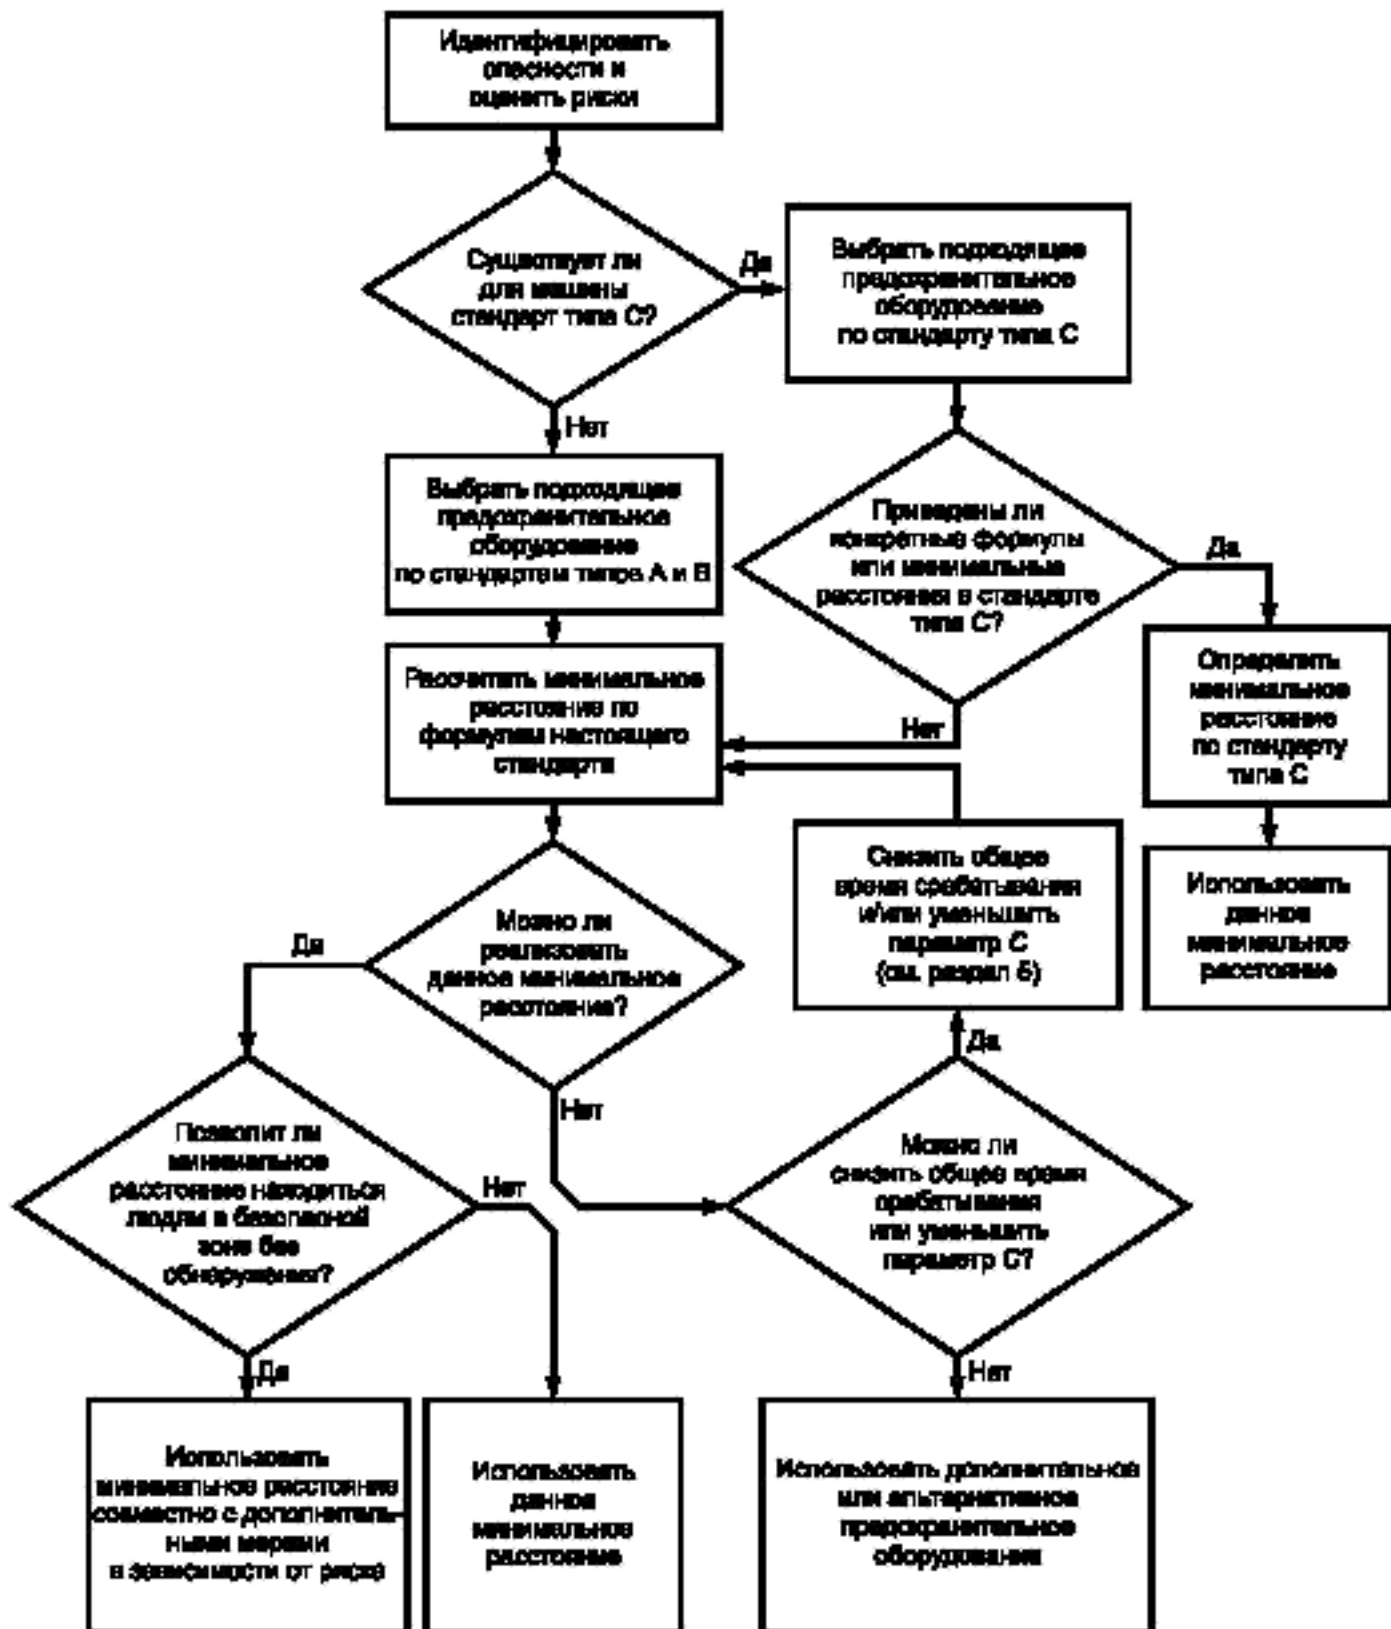 Идентифицировать
опасности и
оценить риски
Существует ли
для машины
стандарт типа С?
Да
Выбрать подходящее
предохранительное
оборудование
по стандарту типа С
Нет
Выбрать подходящее
предохранительное
оборудование
по стандартам типов А и В
Приведены ли
конкретные формулы
или минимальные
расстояния в стандарте
типа С?
Да
Определить
минимальное
расстояние
по стандарту
типа С
Рассчитать минимальное
расстояние по
формулам настоящего
стандарта
Нет
Снизить общее
время срабатывания
и/или уменьшить
параметр С
(см. раздел 5)
Использовать
данное
минимальное
расстояние
Можно ли
реализовать
данное минимальное
расстояние?
Да
Нет
Да
Позволит ли
минимальное
расстояние находиться
людям в безопасной
зоне без
обнаружения?
Нет
Можно ли
снизить общее время
срабатывания
или уменьшить
параметр С?
Да
Нет
Использовать
минимальное расстояние
совместно с дополнитель-
ными мерами
в зависимости от риска
Использовать
данное
минимальное
расстояние
Использовать дополнительное
или альтернативное
предохранительное
оборудование